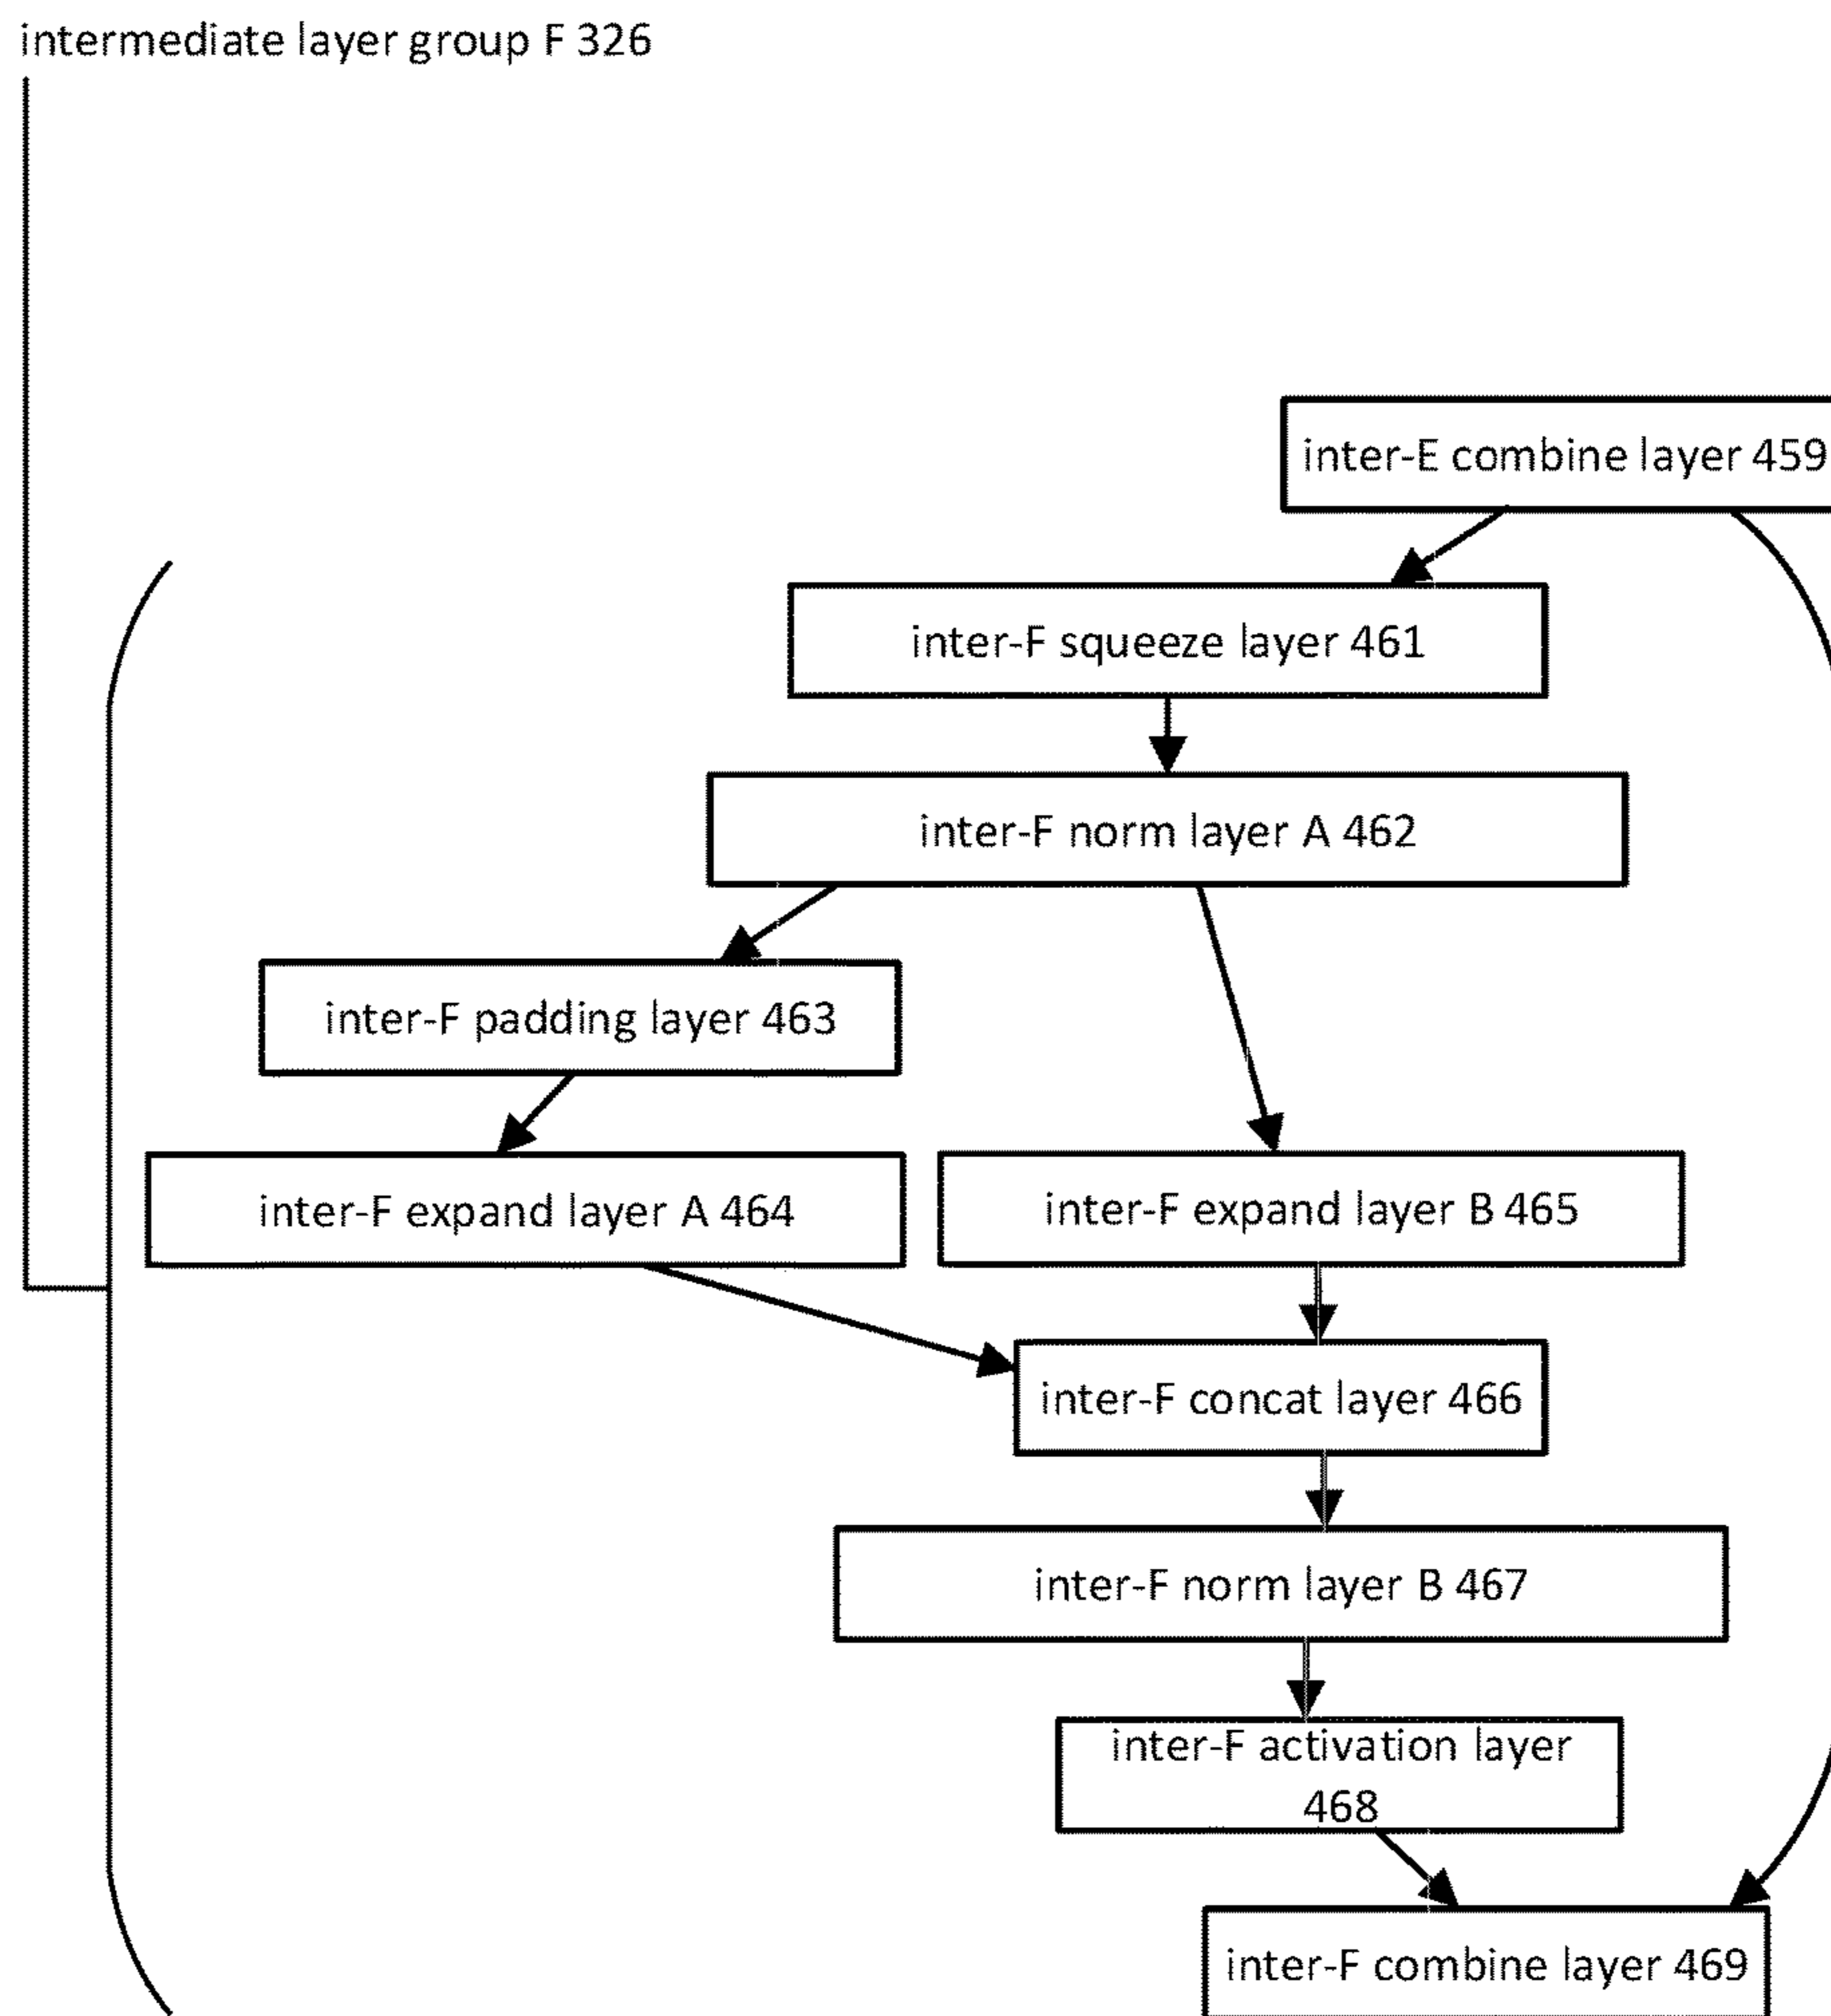 intermediate layer group F 326
inter-E combine layer 459
inter-F squeeze layer 461
inter-F norm layer A 462
inter-F padding layer 463
inter-F expand layer A 464
inter-F expand layer B 465
inter-F concat layer 466
inter-F norm layer B 467
inter-F activation layer
468
inter-F combine layer 469